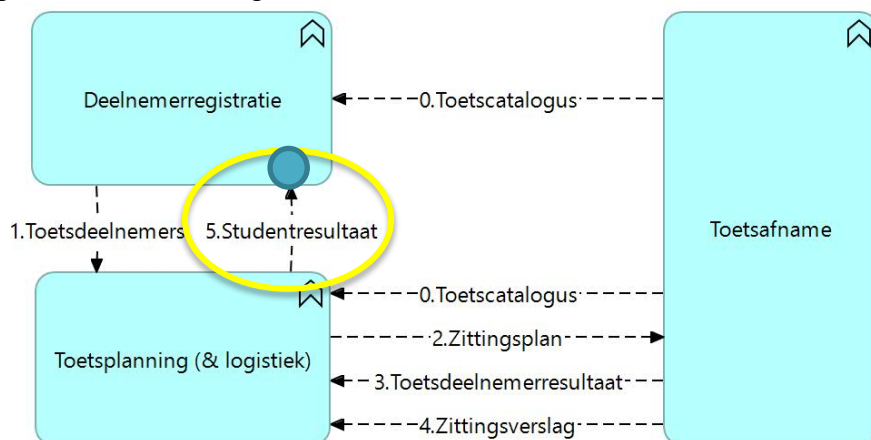 Deelnemerregistratie
0.Toetscatalogus
1.Toetsdeelnemers
5.Studentresultaat
Toetsafname
0.Toetscatalogus
2.Zittingsplan
Toetsplanning (& logistiek)
3.Toetsdeelnemerresultaat
4.Zittingsverslag